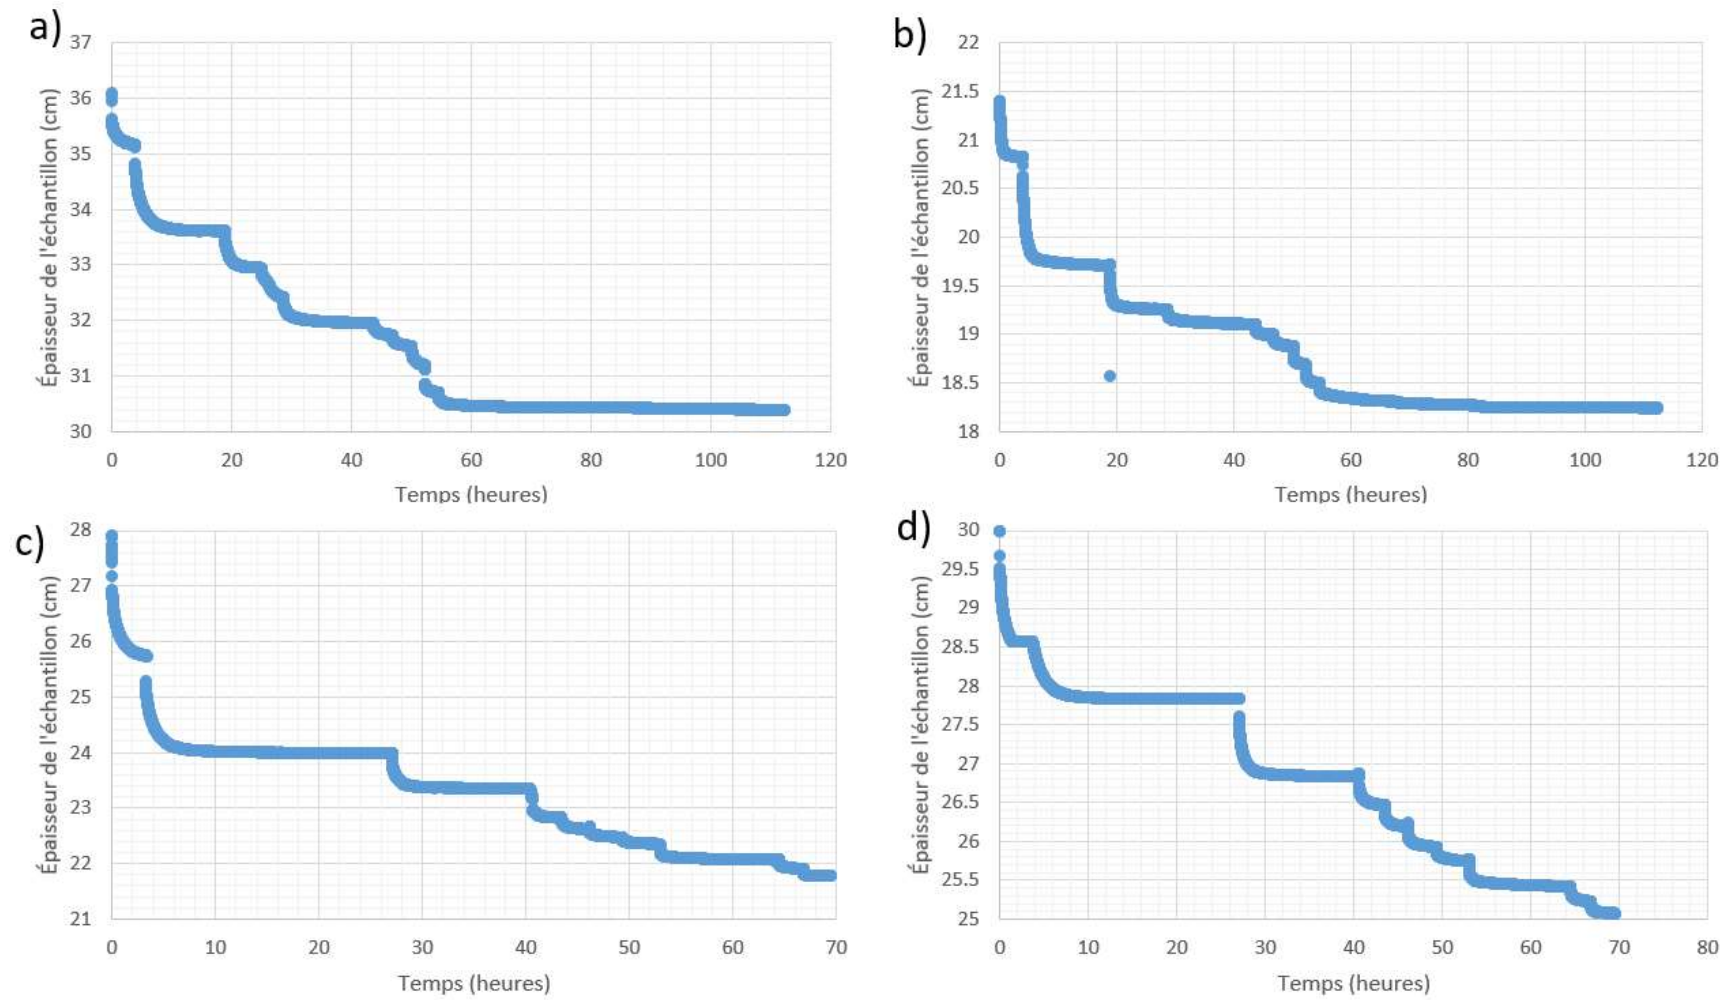 a)
37
36
35
34
33
32
31
30
0 20 40 60 80 100 120
Épaisseur de l'échantillon (cm)
Temps (heures)
b)
22
21.5
21
20.5
20
19.5
19
18.5
18
0 20 40 60 80 100 120
Épaisseur de l'échantillon (cm)
Temps (heures)
c)
28
27
26
25
24
23
22
21
0 10 20 30 40 50 60 70
Épaisseur de l'échantillon (cm)
Temps (heures)
d)
30
29.5
29
28.5
28
27.5
27
26.5
26
25.5
25
0 10 20 30 40 50 60 70 80
Épaisseur de l'échantillon (cm)
Temps (heures)